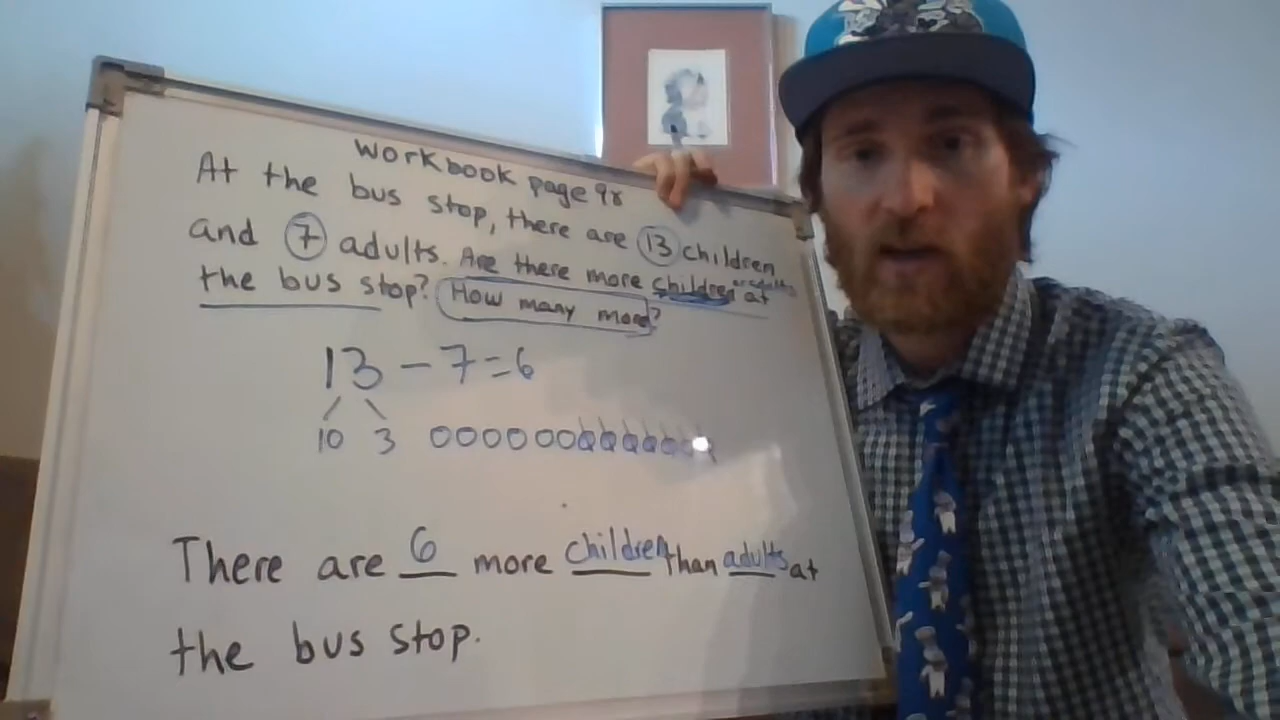 Workbook page 98
At the bus stop, there are 13 children
and 7 adults. Are there more children or adults at
the bus stop? How many more?
13 - 7 = 6
10 3
There are 6 more children than adults at
the bus stop.